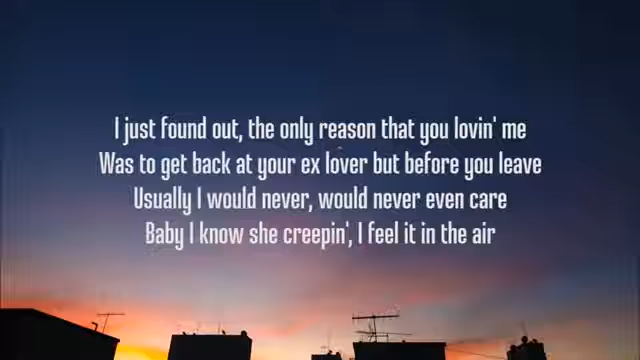 I just found out, the only reason that you lovin' me
Was to get back at your ex lover but before you leave
Usually I would never, would never even care
Baby I know she creepin', I feel it in the air